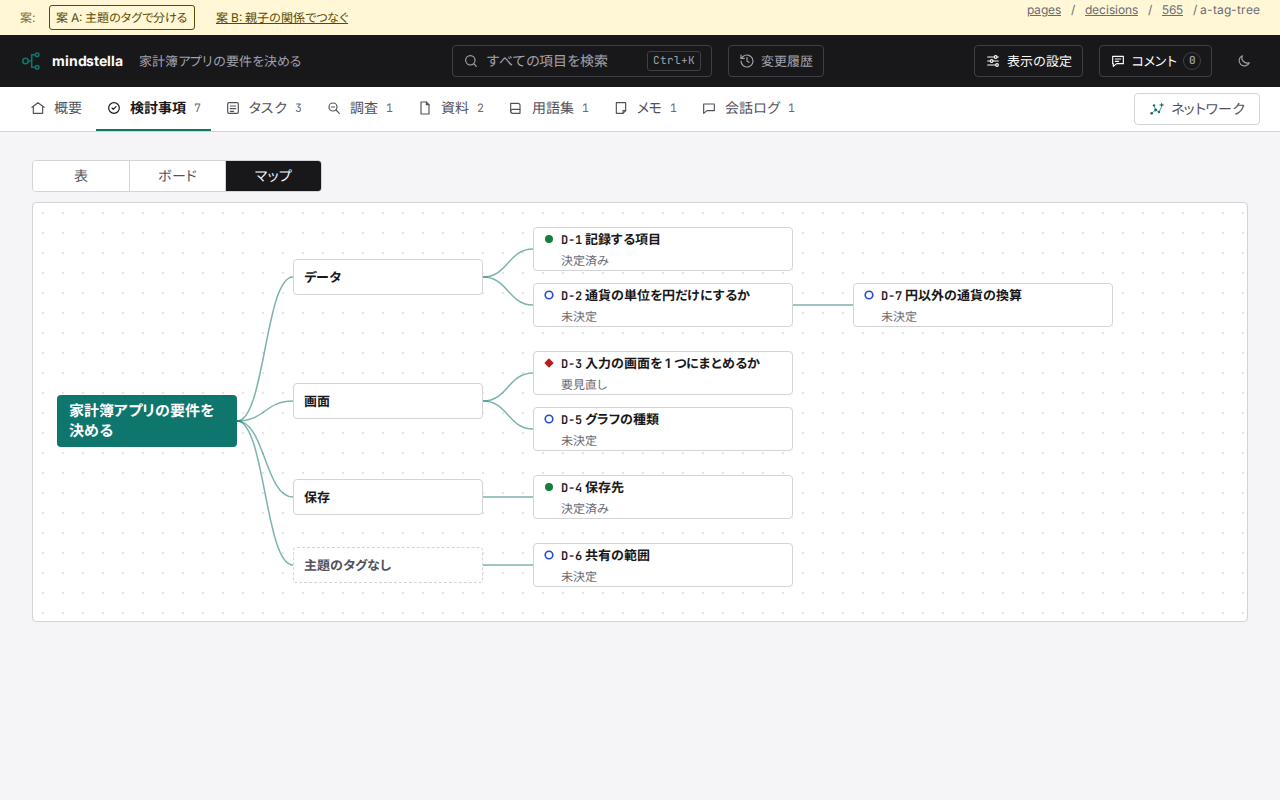 案: 案 A: 主題のタグで分ける 案 B: 親子の関係でつなぐ pages / decisions / 565 / a-tag-tree
mindstella 家計簿アプリの要件を決める すべての項目を検索 Ctrl+K 変更履歴 表示の設定 コメント 0
概要 検討事項 7 タスク 3 調査 1 資料 2 用語集 1 メモ 1 会話ログ 1 ネットワーク
表 ボード マップ
家計簿アプリの要件を
決める
データ
D-1 記録する項目
決定済み
D-2 通貨の単位を円だけにするか
未決定
D-7 円以外の通貨の換算
未決定
画面
D-3 入力の画面を1つにまとめるか
要見直し
D-5 グラフの種類
未決定
保存
D-4 保存先
決定済み
主題のタグなし
D-6 共有の範囲
未決定